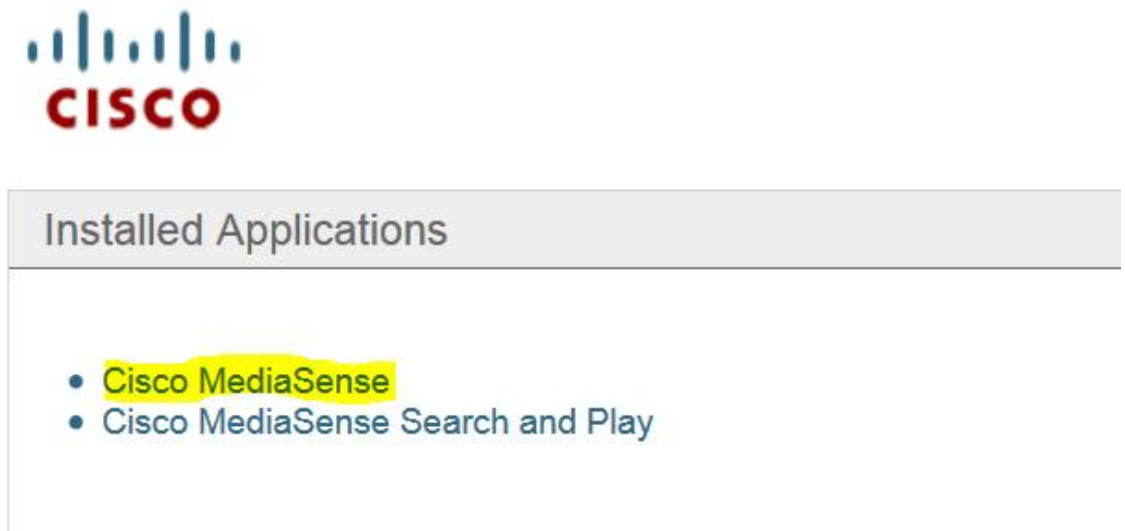 CISCO
Installed Applications
Cisco MediaSense
Cisco MediaSense Search and Play